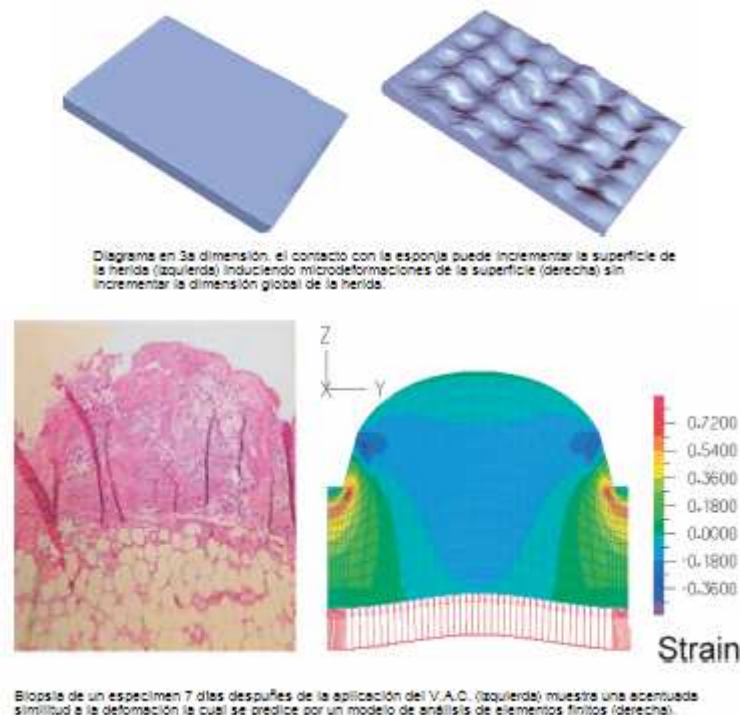 Diagrama en 3a dimensión, el contacto con la esponja puede incrementar la superficie de
la herida (izquierda) induciendo microdeformaciones de la superficie (derecha) sin
incrementar la dimensión global de la herida.
Z
X
Y
0.7200
0.5400
0.3600
0.1800
0.0000
-0.1800
-0.3600
Strain
Biopsia de un especimen 7 días despuñes de la aplicación del V.A.C. (izquierda) muestra una acentuada
similitud a la defomación la cual se predice por un modelo de análisis de elementos finitos (derecha).